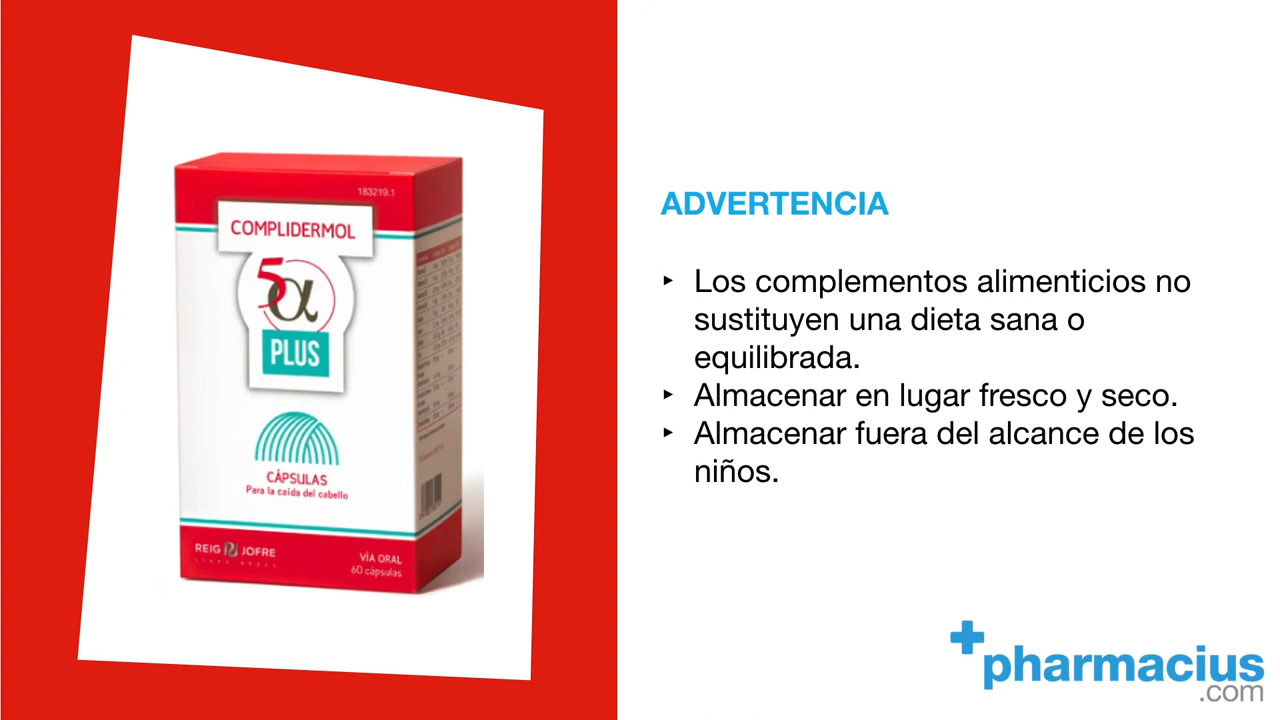 183219.1
COMPLIDERMOL
5α
PLUS
CÁPSULAS
Para la caída del cabello
REIG JOFRE
VÍA ORAL
60 cápsulas
ADVERTENCIA
‣ Los complementos alimenticios no
sustituyen una dieta sana o
equilibrada.
‣ Almacenar en lugar fresco y seco.
‣ Almacenar fuera del alcance de los
niños.
pharmacius
.com